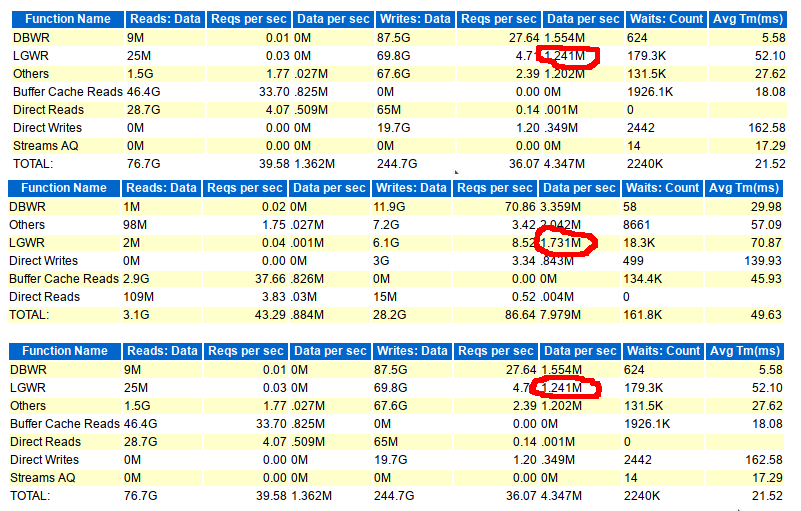 Function Name Reads: Data Reqs per sec Data per sec Writes: Data Reqs per sec Data per sec Waits: Count Avg Tm(ms)
DBWR 9M 0.01 0M 87.5G 27.64 1.554M 624 5.58
LGWR 25M 0.03 0M 69.8G 4.71 1.241M 179.3K 52.10
Others 1.5G 1.77 .027M 67.6G 2.39 1.202M 131.5K 27.62
Buffer Cache Reads 46.4G 33.70 .825M 0M 0.00 0M 1926.1K 18.08
Direct Reads 28.7G 4.07 .509M 65M 0.14 .001M 0
Direct Writes 0M 0.00 0M 19.7G 1.20 .349M 2442 162.58
Streams AQ 0M 0.00 0M 0M 0.00 0M 14 17.29
TOTAL: 76.7G 39.58 1.362M 244.7G 36.07 4.347M 2240K 21.52
Function Name Reads: Data Reqs per sec Data per sec Writes: Data Reqs per sec Data per sec Waits: Count Avg Tm(ms)
DBWR 1M 0.02 0M 11.9G 70.86 3.359M 58 29.98
Others 98M 1.75 .027M 7.2G 3.42 2.042M 8661 57.09
LGWR 2M 0.04 .001M 6.1G 8.52 1.731M 18.3K 70.87
Direct Writes 0M 0.00 0M 3G 3.34 .843M 499 139.93
Buffer Cache Reads 2.9G 37.66 .826M 0M 0.00 0M 134.4K 45.93
Direct Reads 109M 3.83 .03M 15M 0.52 .004M 0
TOTAL: 3.1G 43.29 .884M 28.2G 86.64 7.979M 161.8K 49.63
Function Name Reads: Data Reqs per sec Data per sec Writes: Data Reqs per sec Data per sec Waits: Count Avg Tm(ms)
DBWR 9M 0.01 0M 87.5G 27.64 1.554M 624 5.58
LGWR 25M 0.03 0M 69.8G 4.71 1.241M 179.3K 52.10
Others 1.5G 1.77 .027M 67.6G 2.39 1.202M 131.5K 27.62
Buffer Cache Reads 46.4G 33.70 .825M 0M 0.00 0M 1926.1K 18.08
Direct Reads 28.7G 4.07 .509M 65M 0.14 .001M 0
Direct Writes 0M 0.00 0M 19.7G 1.20 .349M 2442 162.58
Streams AQ 0M 0.00 0M 0M 0.00 0M 14 17.29
TOTAL: 76.7G 39.58 1.362M 244.7G 36.07 4.347M 2240K 21.52